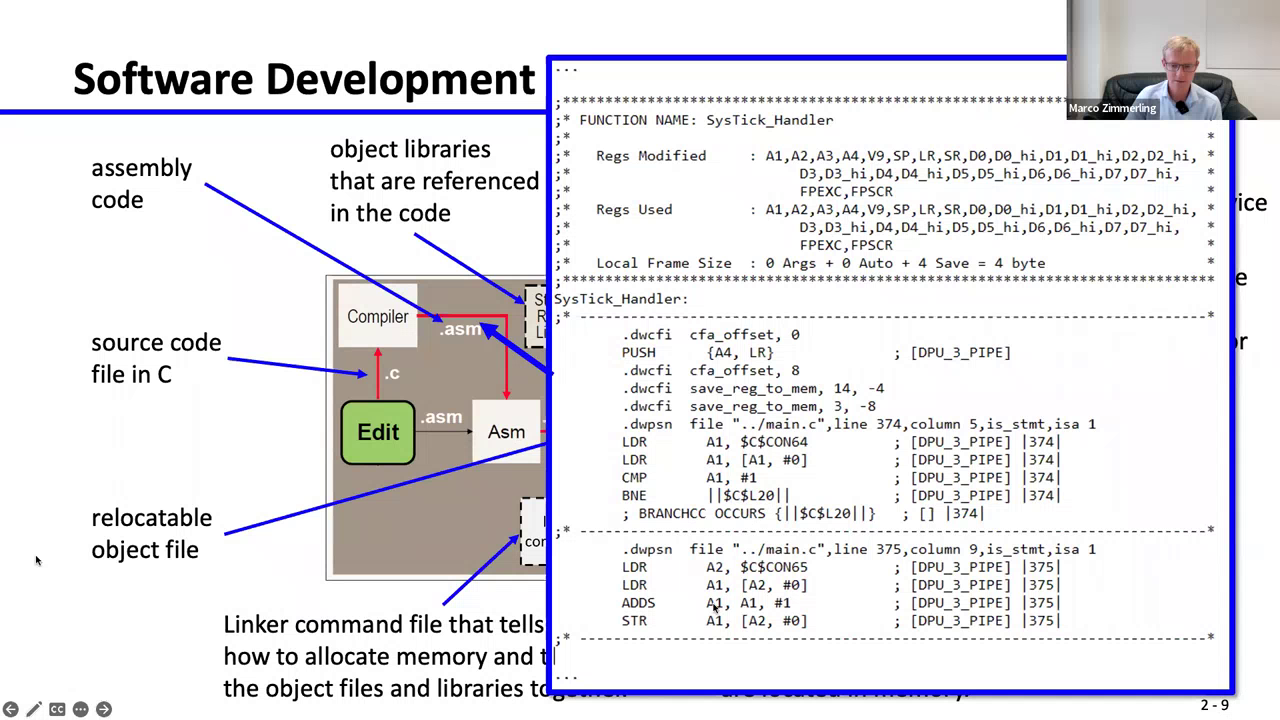 Software Development
Marco Zimmerling
assembly
code
object libraries
that are referenced
in the code
source code
file in C
relocatable
object file
Compiler
.asm
.c
.asm
Edit
Asm
Linker command file that tells
how to allocate memory and
the object files and libraries together.
are located in memory.
...
;*****************************************************************************
;* FUNCTION NAME: SysTick_Handler
;* *
;*   Regs Modified     : A1,A2,A3,A4,V9,SP,LR,SR,D0,D0_hi,D1,D1_hi,D2,D2_hi, *
;*                       D3,D3_hi,D4,D4_hi,D5,D5_hi,D6,D6_hi,D7,D7_hi, *
;*                       FPEXC,FPSCR *
;*   Regs Used         : A1,A2,A3,A4,V9,SP,LR,SR,D0,D0_hi,D1,D1_hi,D2,D2_hi, *
;*                       D3,D3_hi,D4,D4_hi,D5,D5_hi,D6,D6_hi,D7,D7_hi, *
;*                       FPEXC,FPSCR *
;*   Local Frame Size  : 0 Args + 0 Auto + 4 Save = 4 byte *
;*****************************************************************************
SysTick_Handler:
;* --------------------------------------------------------------------------*
.dwcfi cfa_offset, 0
PUSH {A4, LR} ; [DPU_3_PIPE]
.dwcfi cfa_offset, 8
.dwcfi save_reg_to_mem, 14, -4
.dwcfi save_reg_to_mem, 3, -8
.dwpsn file "../main.c",line 374,column 5,is_stmt,isa 1
LDR A1, $C$CON64 ; [DPU_3_PIPE] |374|
LDR A1, [A1, #0] ; [DPU_3_PIPE] |374|
CMP A1, #1 ; [DPU_3_PIPE] |374|
BNE ||$C$L20|| ; [DPU_3_PIPE] |374|
; BRANCHCC OCCURS {||$C$L20||} ; [] |374|
;* --------------------------------------------------------------------------*
.dwpsn file "../main.c",line 375,column 9,is_stmt,isa 1
LDR A2, $C$CON65 ; [DPU_3_PIPE] |375|
LDR A1, [A2, #0] ; [DPU_3_PIPE] |375|
ADDS A1, A1, #1 ; [DPU_3_PIPE] |375|
STR A1, [A2, #0] ; [DPU_3_PIPE] |375|
;* --------------------------------------------------------------------------*
...
CC
2 - 9